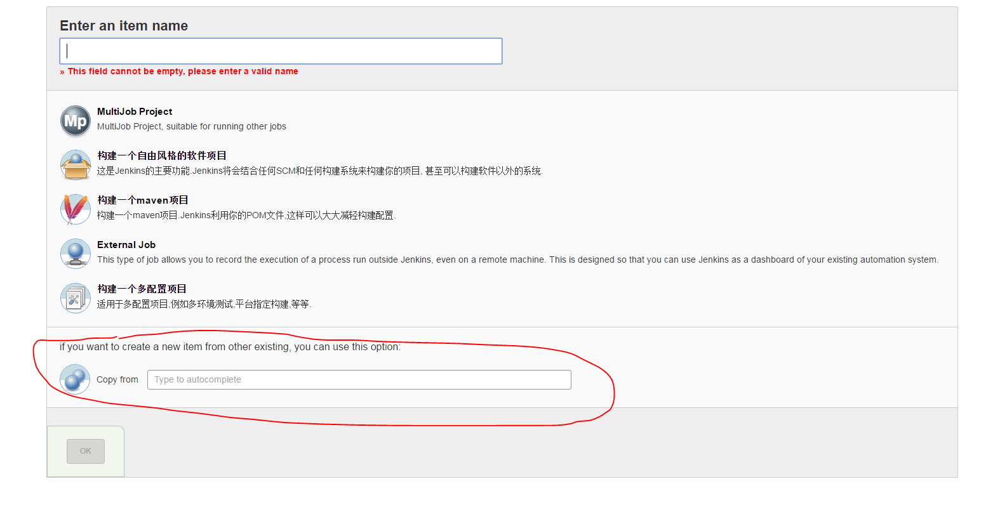 Enter an item name
» This field cannot be empty, please enter a valid name
Mp
MultiJob Project
MultiJob Project, suitable for running other jobs
构建一个自由风格的软件项目
这是Jenkins的主要功能.Jenkins将会结合任何SCM和任何构建系统来构建你的项目, 甚至可以构建软件以外的系统.
构建一个maven项目
构建一个maven项目.Jenkins利用你的POM文件,这样可以大大减轻构建配置.
External Job
This type of job allows you to record the execution of a process run outside Jenkins, even on a remote machine. This is designed so that you can use Jenkins as a dashboard of your existing automation system.
构建一个多配置项目
适用于多配置项目,例如多环境测试,平台指定构建,等等.
if you want to create a new item from other existing, you can use this option:
Copy from
Type to autocomplete
OK